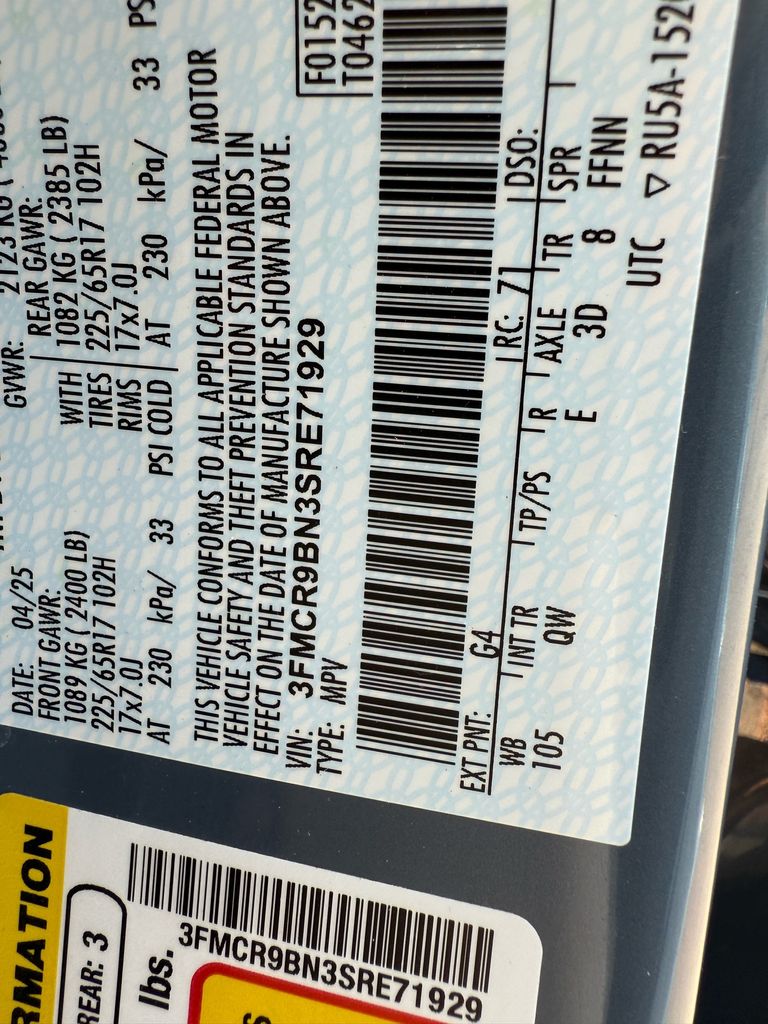 DATE: 04/25
GVWR: 2123 KG
FRONT GAWR:
REAR GAWR:
1089 KG ( 2400 LB)
WITH
1082 KG ( 2385 LB)
225/65R17 102H
TIRES
225/65R17 102H
17x7.0J
RIMS
17x7.0J
AT 230 kPa/ 33 PSI COLD
AT 230 kPa/ 33 PS
THIS VEHICLE CONFORMS TO ALL APPLICABLE FEDERAL MOTOR
VEHICLE SAFETY AND THEFT PREVENTION STANDARDS IN
EFFECT ON THE DATE OF MANUFACTURE SHOWN ABOVE.
F0152
T0462
VIN: 3FMCR9BN3SRE71929
TYPE: MPV
EXT PNT: G4
RC: 71
DSO:
WB
INT TR
TP/PS
R
AXLE
TR
SPR
105
QW
E
3D
8
FFNN
UTC ▽ RU5A-1520
RMATION
REAR: 3
lbs.
3FMCR9BN3SRE71929